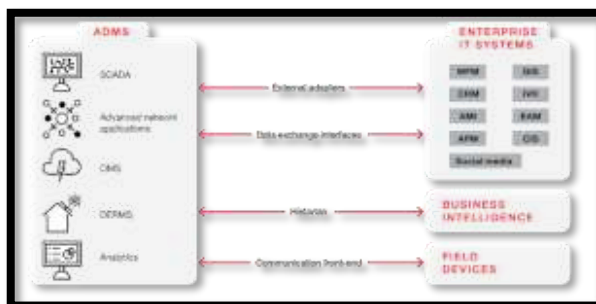 ADMS
SCADA
Advanced network
applications
OMS
DERMS
Analytics
External adapters
Data exchange interfaces
Historian
Communication front-end
ENTERPRISE
IT SYSTEMS
MPM
GIS
CRM
IVR
AMI
EAM
APM
CIS
Social media
BUSINESS
INTELLIGENCE
FIELD
DEVICES